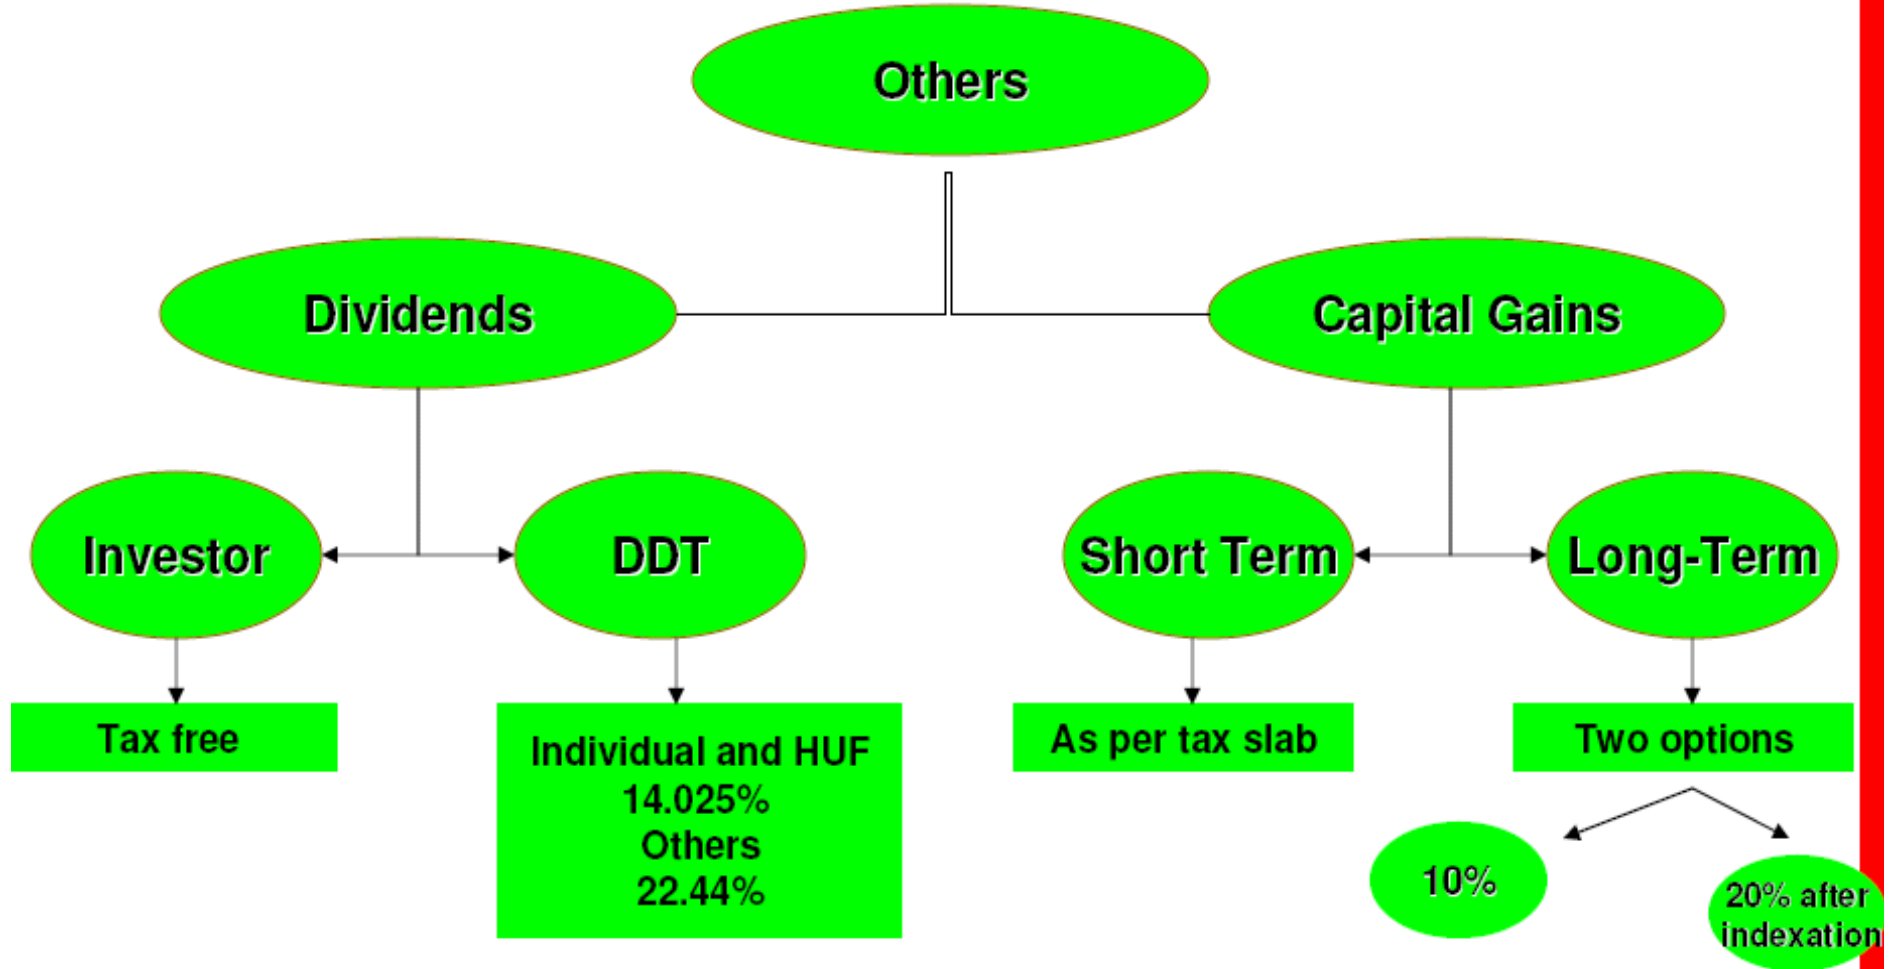 Others
Dividends
Capital Gains
Investor
DDT
Short Term
Long-Term
Tax free
Individual and HUF
14.025%
Others
22.44%
As per tax slab
Two options
10%
20% after
indexation